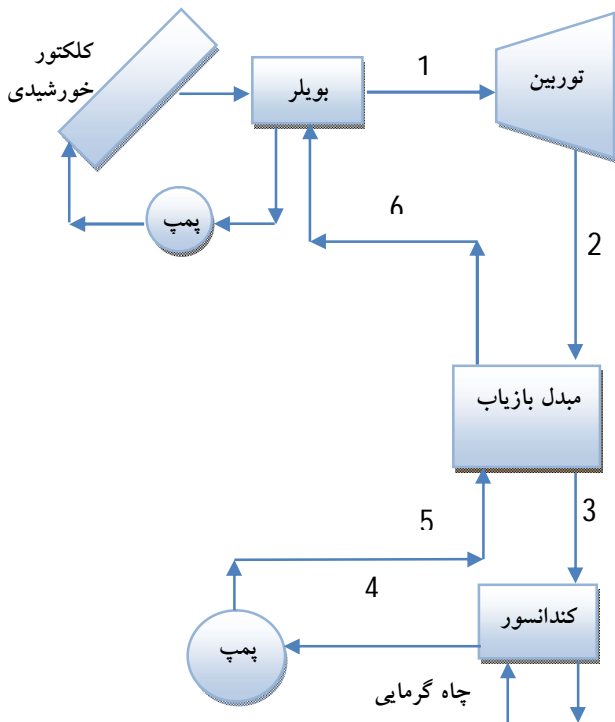 کلکتور
خورشیدی
بویلر
1
توربین
پمپ
6
2
مبدل بازیاب
3
5
4
کندانسور
پمپ
چاه گرمایی